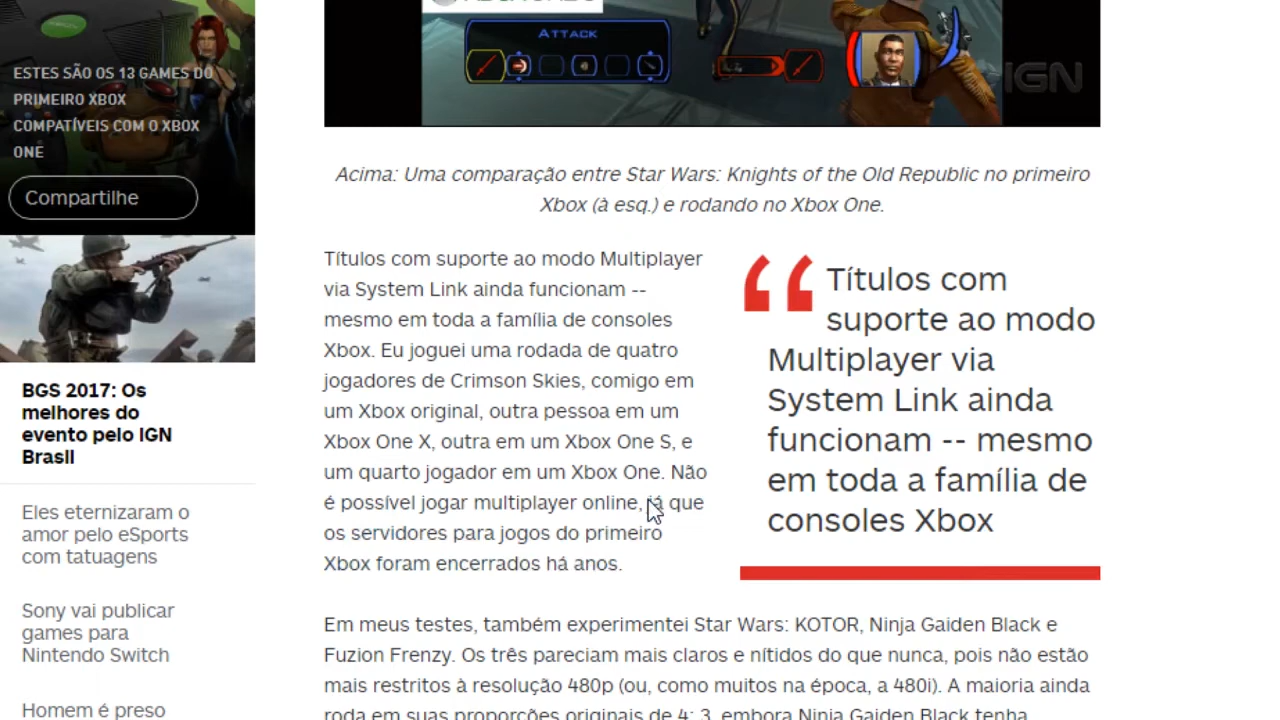 ESTES SÃO OS 13 GAMES DO
PRIMEIRO XBOX
COMPATÍVEIS COM O XBOX
ONE
Compartilhe
BGS 2017: Os
melhores do
evento pelo IGN
Brasil
Eles eternizaram o
amor pelo eSports
com tatuagens
Sony vai publicar
games para
Nintendo Switch
Homem é preso
ATTACK
IGN
Acima: Uma comparação entre Star Wars: Knights of the Old Republic no primeiro
Xbox (à esq.) e rodando no Xbox One.
Títulos com suporte ao modo Multiplayer
via System Link ainda funcionam --
mesmo em toda a família de consoles
Xbox. Eu joguei uma rodada de quatro
jogadores de Crimson Skies, comigo em
um Xbox original, outra pessoa em um
Xbox One X, outra em um Xbox One S, e
um quarto jogador em um Xbox One. Não
é possível jogar multiplayer online, já que
os servidores para jogos do primeiro
Xbox foram encerrados há anos.
“ Títulos com
suporte ao modo
Multiplayer via
System Link ainda
funcionam -- mesmo
em toda a família de
consoles Xbox
Em meus testes, também experimentei Star Wars: KOTOR, Ninja Gaiden Black e
Fuzion Frenzy. Os três pareciam mais claros e nítidos do que nunca, pois não estão
mais restritos à resolução 480p (ou, como muitos na época, a 480i). A maioria ainda
roda em suas proporções originais de 4: 3, embora Ninja Gaiden Black tenha